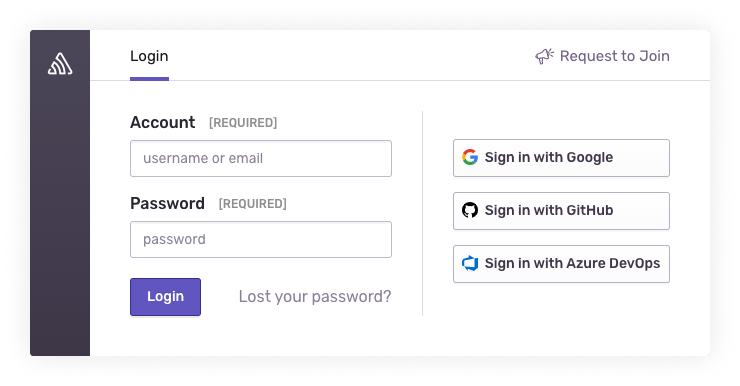 Login
Request to Join
Account [REQUIRED]
username or email
Password [REQUIRED]
password
Login
Lost your password?
Sign in with Google
Sign in with GitHub
Sign in with Azure DevOps